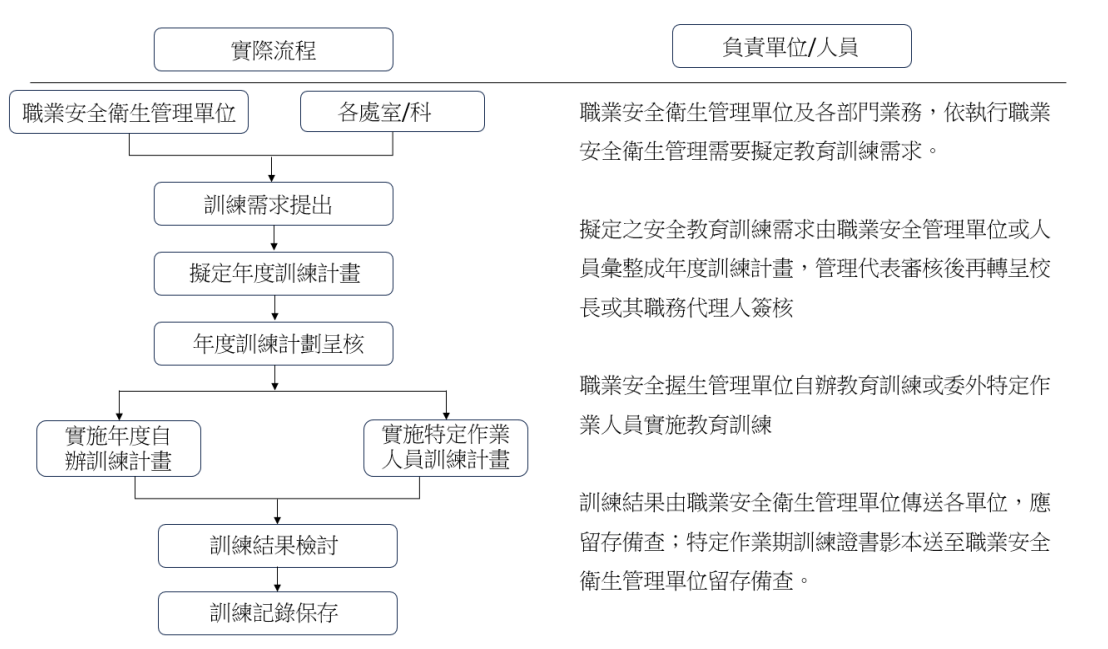 實際流程
負責單位/人員
職業安全衛生管理單位
各處室/科
訓練需求提出
擬定年度訓練計畫
年度訓練計劃呈核
實施年度自
辦訓練計畫
實施特定作業
人員訓練計畫
訓練結果檢討
訓練記錄保存
職業安全衛生管理單位及各部門業務，依執行職業
安全衛生管理需要擬定教育訓練需求。
擬定之安全教育訓練需求由職業安全管理單位或人
員彙整成年度訓練計畫，管理代表審核後再轉呈校
長或其職務代理人簽核
職業安全握生管理單位自辦教育訓練或委外特定作
業人員實施教育訓練
訓練結果由職業安全衛生管理單位傳送各單位，應
留存備查；特定作業期訓練證書影本送至職業安全
衛生管理單位留存備查。